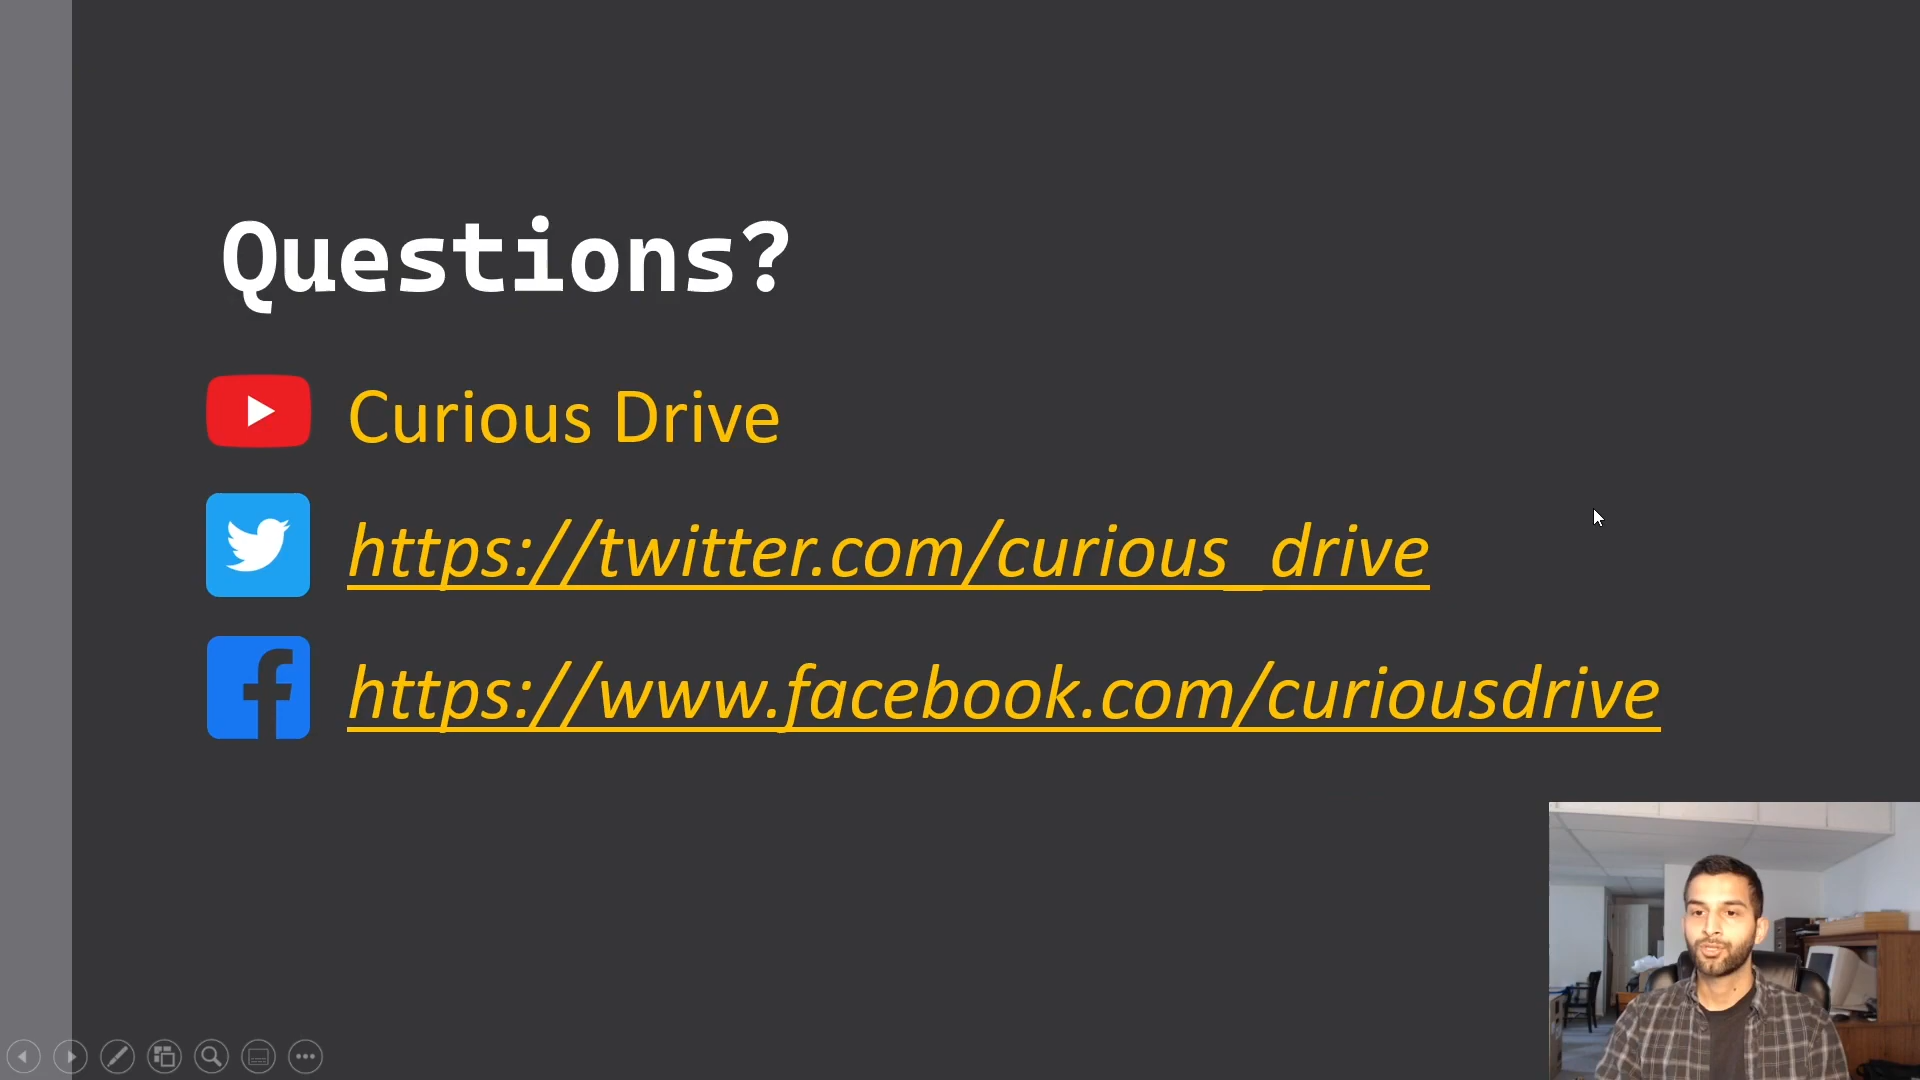 Questions?
Curious Drive
https://twitter.com/curious_drive
https://www.facebook.com/curiousdrive